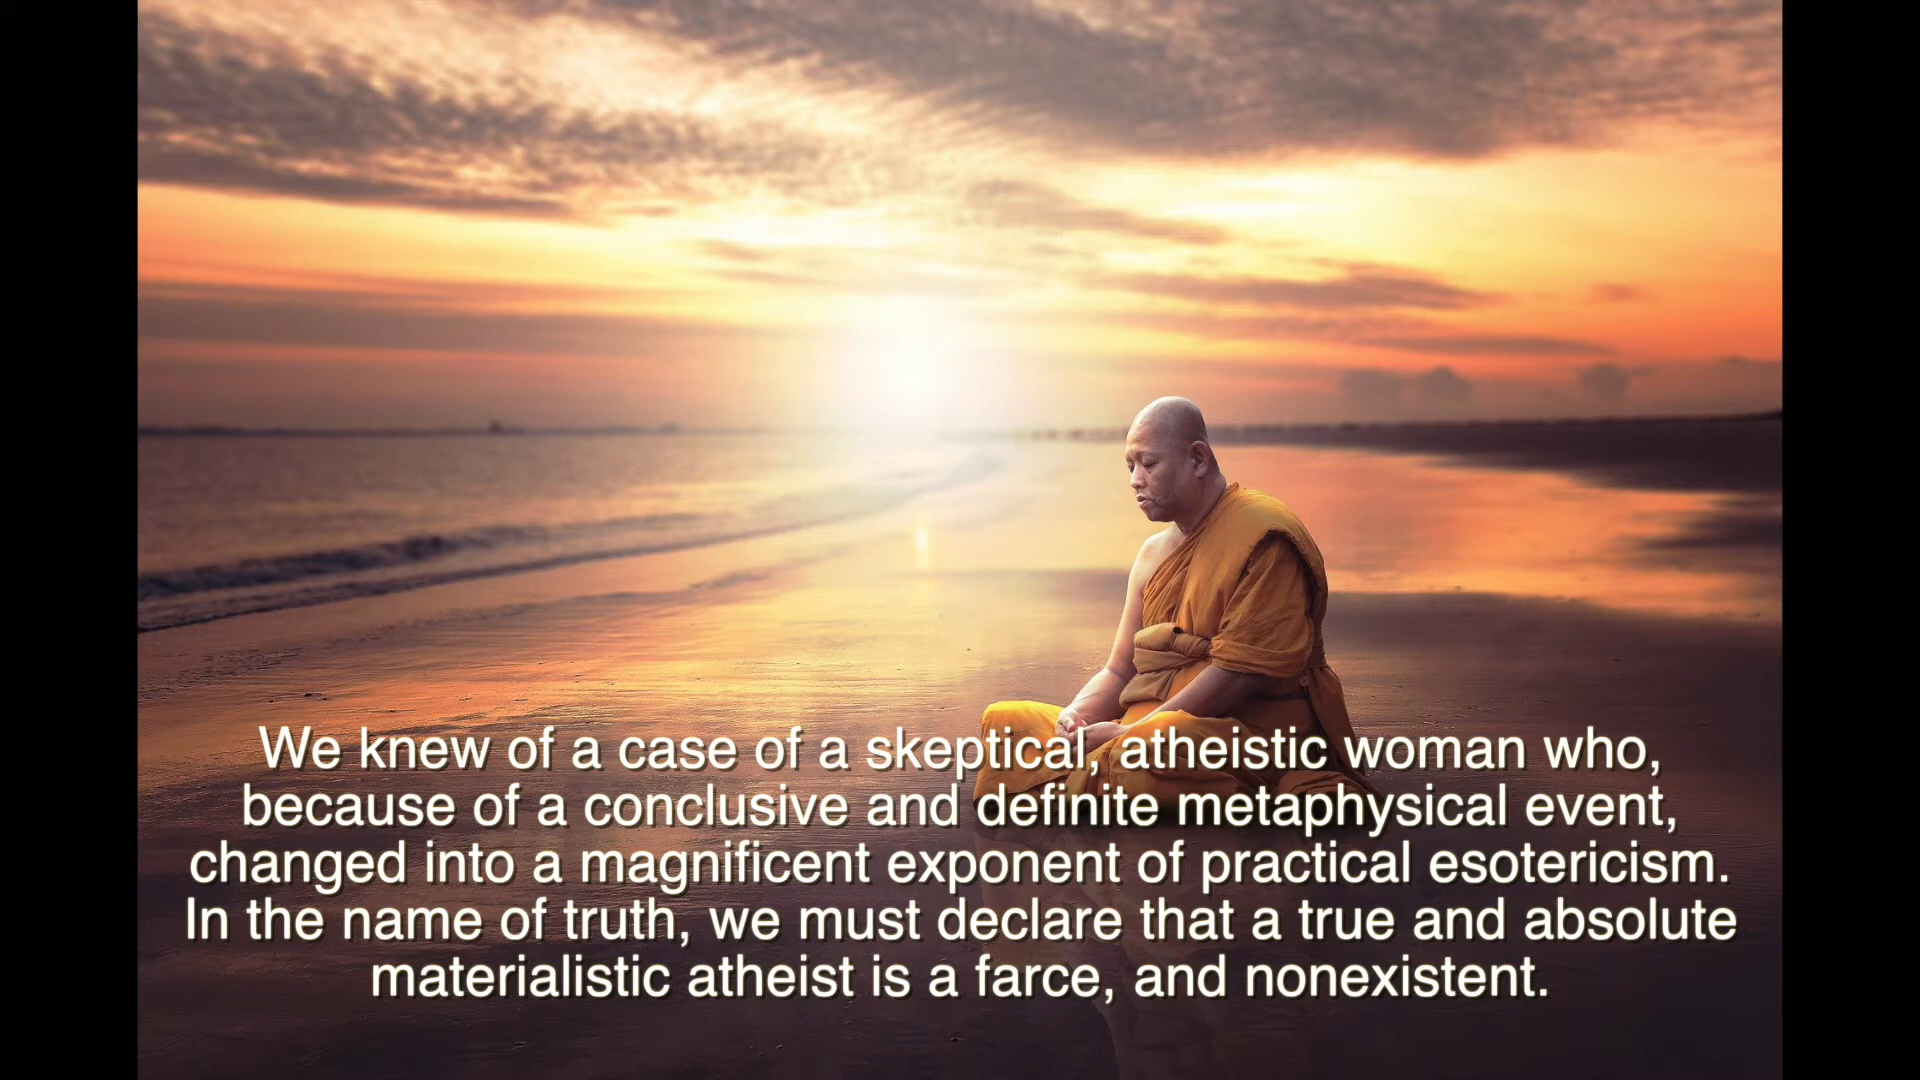 We knew of a case of a skeptical, atheistic woman who,
because of a conclusive and definite metaphysical event,
changed into a magnificent exponent of practical esotericism.
In the name of truth, we must declare that a true and absolute
materialistic atheist is a farce, and nonexistent.